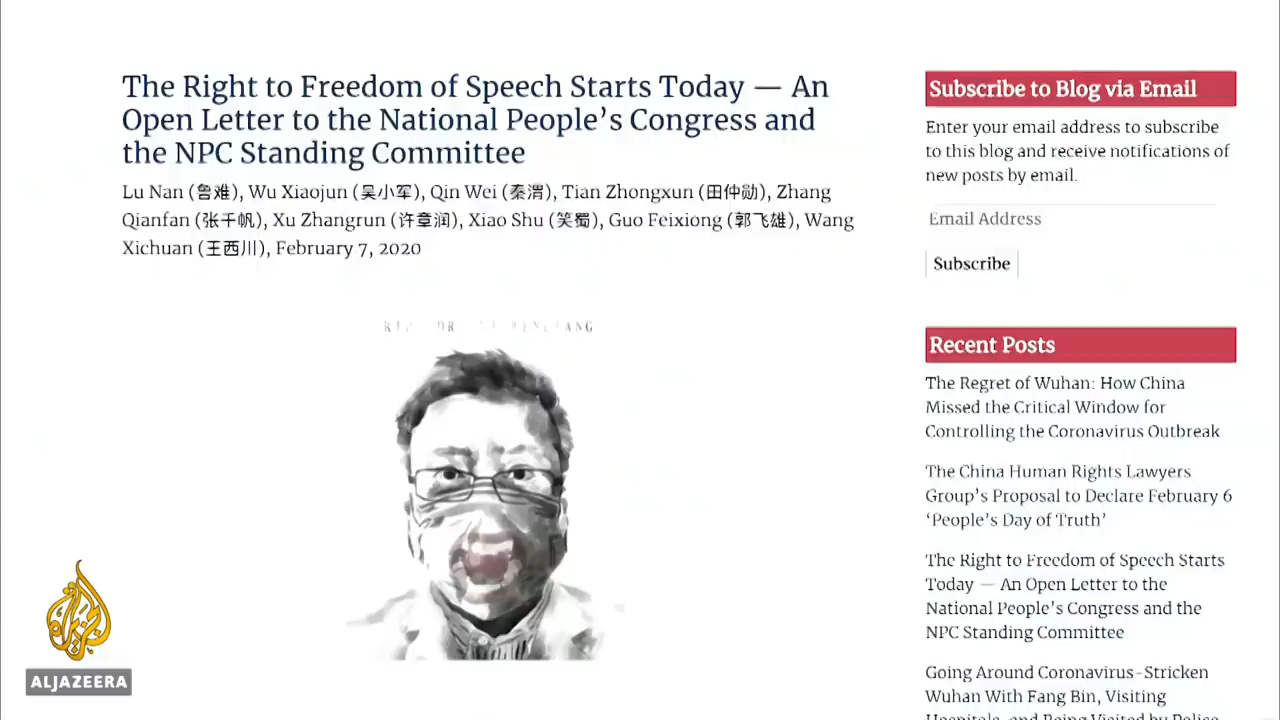 The Right to Freedom of Speech Starts Today — An
Open Letter to the National People’s Congress and
the NPC Standing Committee
Lu Nan (鲁难), Wu Xiaojun (吴小军), Qin Wei (秦渭), Tian Zhongxun (田仲勋), Zhang
Qianfan (张千帆), Xu Zhangrun (许章润), Xiao Shu (笑蜀), Guo Feixiong (郭飞雄), Wang
Xichuan (王西川), February 7, 2020
Subscribe to Blog via Email
Enter your email address to subscribe
to this blog and receive notifications of
new posts by email.
Email Address
Subscribe
Recent Posts
The Regret of Wuhan: How China
Missed the Critical Window for
Controlling the Coronavirus Outbreak
The China Human Rights Lawyers
Group’s Proposal to Declare February 6
‘People’s Day of Truth’
The Right to Freedom of Speech Starts
Today — An Open Letter to the
National People’s Congress and the
NPC Standing Committee
Going Around Coronavirus-Stricken
Wuhan With Fang Bin, Visiting
Hospitals, and Being Visited by Police
ALJAZEERA